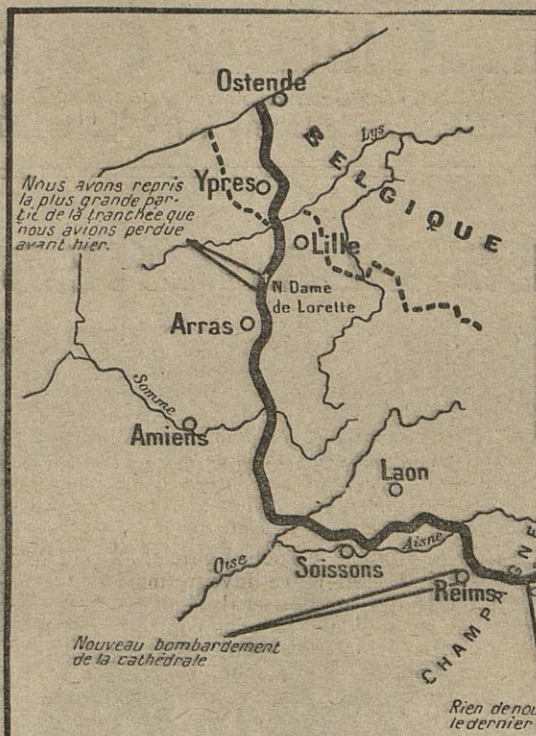 Ostende
Lys
BELGIQUE
Nous avons repris
la plus grande par-
tie de la tranchée que
nous avions perdue
avant hier.
Ypres
Lille
N. Dame
de Lorette
Arras
Somme
Amiens
Laon
Oise
Aisne
Soissons
Reims
CHAMPAGNE
Nouveau bombardement
de la cathédrale
Rien de nou
le dernier